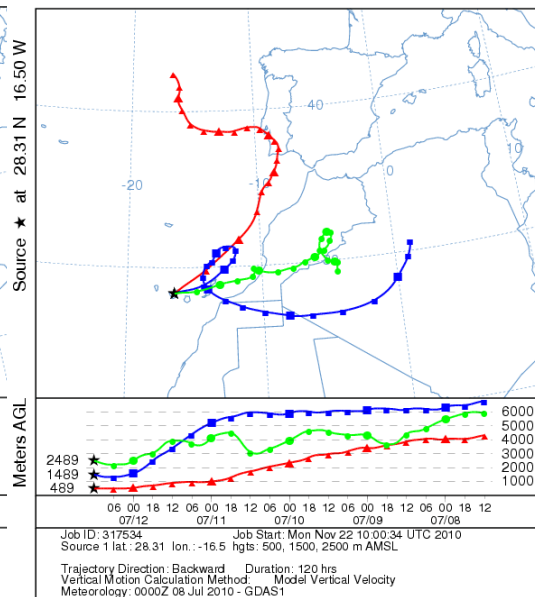 Source ★ at 28.31 N 16.50 W
40
-20
-10
0
10
Meters AGL
6000
5000
4000
3000
2000
1000
2489
1489
489
06 00 18 12 06 00 18 12 06 00 18 12 06 00 18 12 06 00 18 12
07/12 07/11 07/10 07/09 07/08
Job ID: 317534 Job Start: Mon Nov 22 10:00:34 UTC 2010
Source 1 lat.: 28.31 lon.: -16.5 hgts: 500, 1500, 2500 m AMSL
Trajectory Direction: Backward Duration: 120 hrs
Vertical Motion Calculation Method: Model Vertical Velocity
Meteorology: 0000Z 08 Jul 2010 - GDAS1